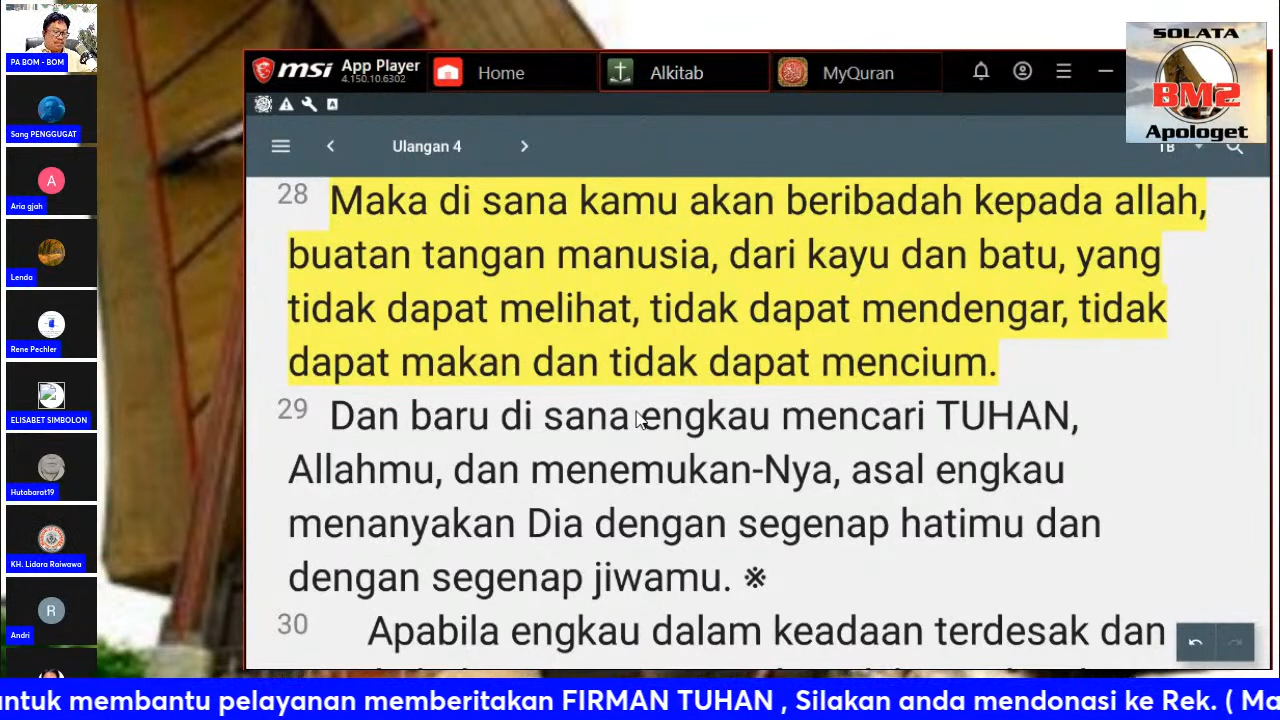 PA BOM - BOM
Sang PENGGUGAT
A
Aria gjah
Lenda
Rene Pechler
ELISABET SIMBOLON
Hutabarat19
KH. Lidara Raiwawa
R
Andri
msi App Player
4.150.10.6302
Home
Alkitab
MyQuran
SOLATA
BM2
Apologet
Ulangan 4
TB
28 Maka di sana kamu akan beribadah kepada allah,
buatan tangan manusia, dari kayu dan batu, yang
tidak dapat melihat, tidak dapat mendengar, tidak
dapat makan dan tidak dapat mencium.
29 Dan baru di sana engkau mencari TUHAN,
Allahmu, dan menemukan-Nya, asal engkau
menanyakan Dia dengan segenap hatimu dan
dengan segenap jiwamu. ※
30 Apabila engkau dalam keadaan terdesak dan
ntuk membantu pelayanan memberitakan FIRMAN TUHAN , Silakan anda mendonasi ke Rek. ( Ma